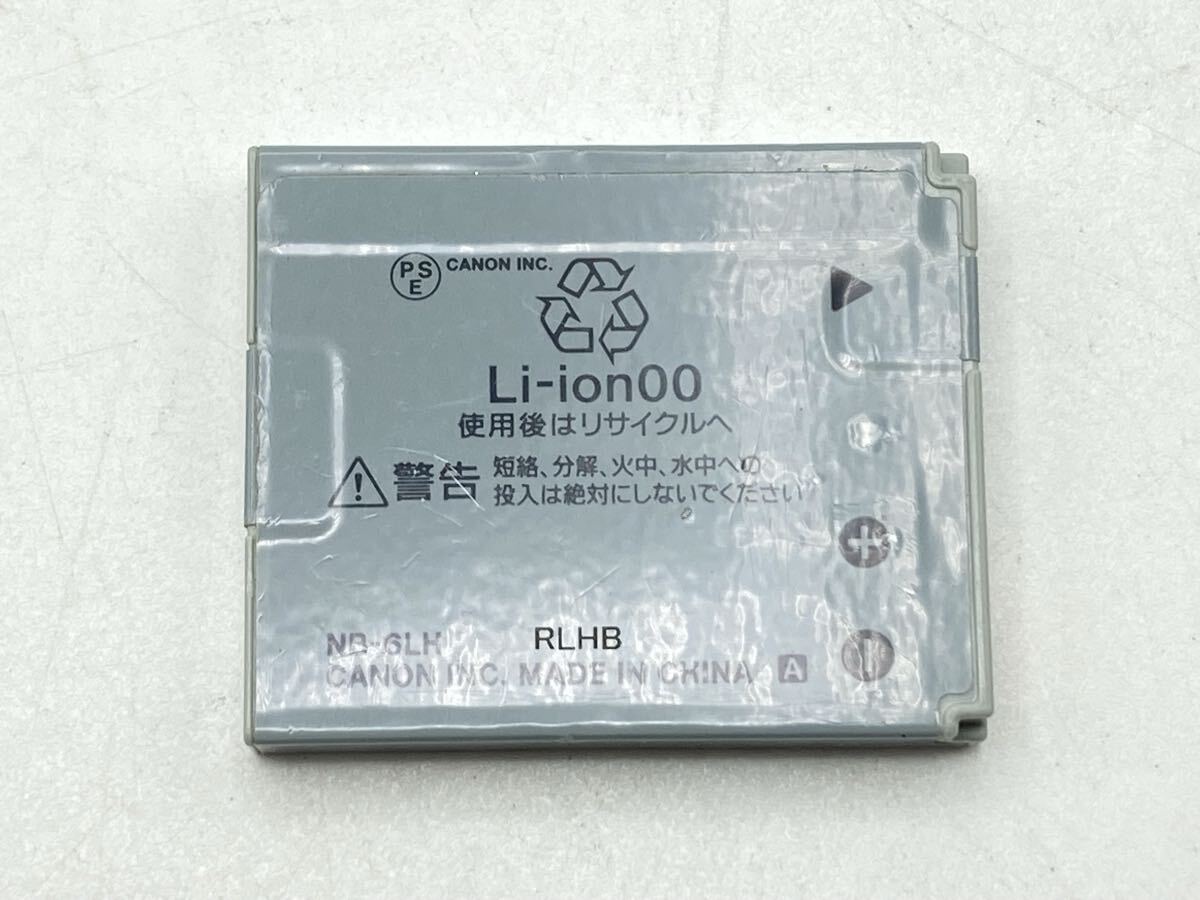 PSE CANON INC.
Li-ion00
使用後はリサイクルへ
警告 短絡、分解、火中、水中への
投入は絶対にしないでください
NB-6LH RLHB
CANON INC. MADE IN CHINA A